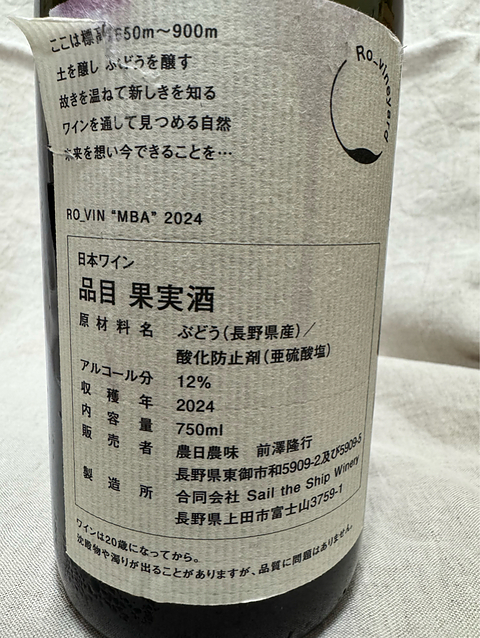 ここは標高650m～900m
土を醸し ぶどうを醸す
故きを温ねて新しきを知る
ワインを通して見つめる自然
未来を想い今できることを…
Ro_vineyard
RO_VIN "MBA" 2024
日本ワイン
品目 果実酒
原材料名 ぶどう（長野県産）／
酸化防止剤（亜硫酸塩）
アルコール分 12%
収穫年 2024
内容量 750ml
販売者 農日農味 前澤隆行
長野県東御市和5909-2及び5909-5
製造所 合同会社 Sail the Ship Winery
長野県上田市富士山3759-1
ワインは20歳になってから。
沈殿物や濁りが出ることがありますが、品質に問題はありません。